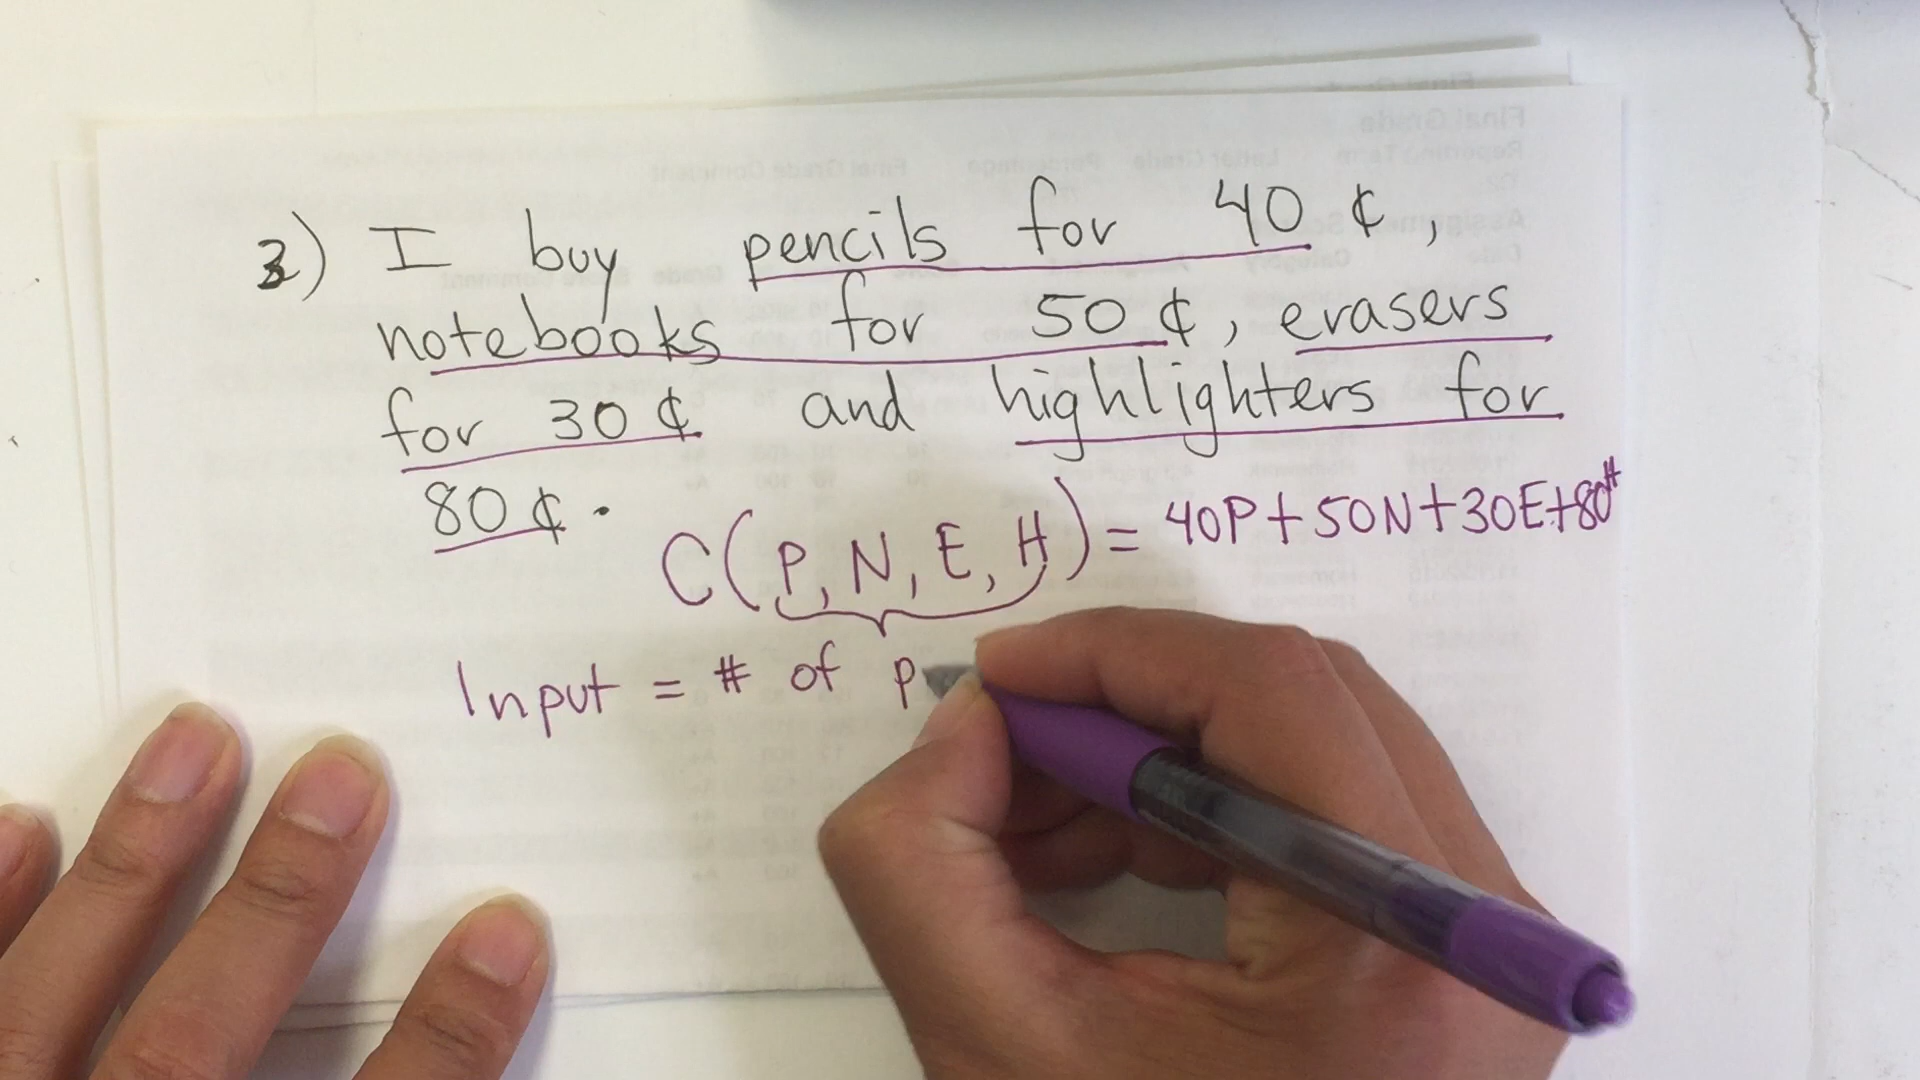 3) I buy pencils for 40 ¢,
notebooks for 50 ¢, erasers
for 30 ¢ and highlighters for
80 ¢.
C(P, N, E, H) = 40P+50N+30E+80H
Input = # of p